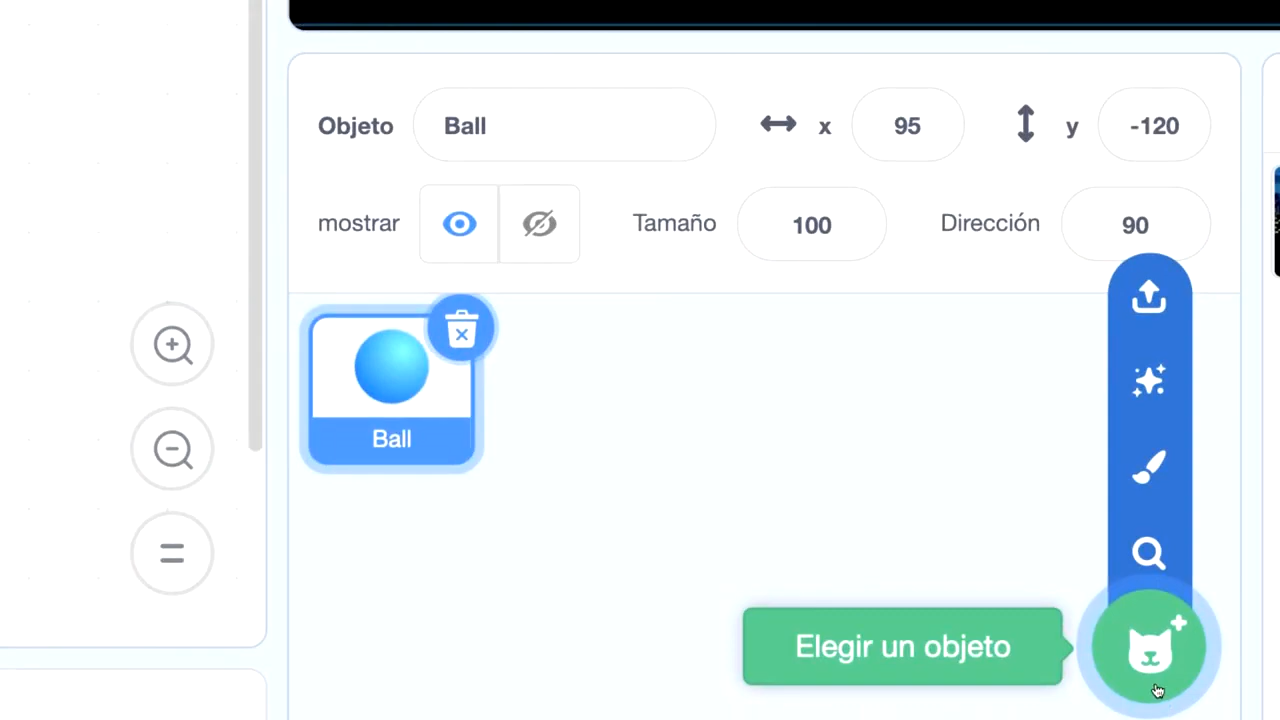 Objeto Ball x 95 y -120
mostrar Tamaño 100 Dirección 90
Ball
Elegir un objeto